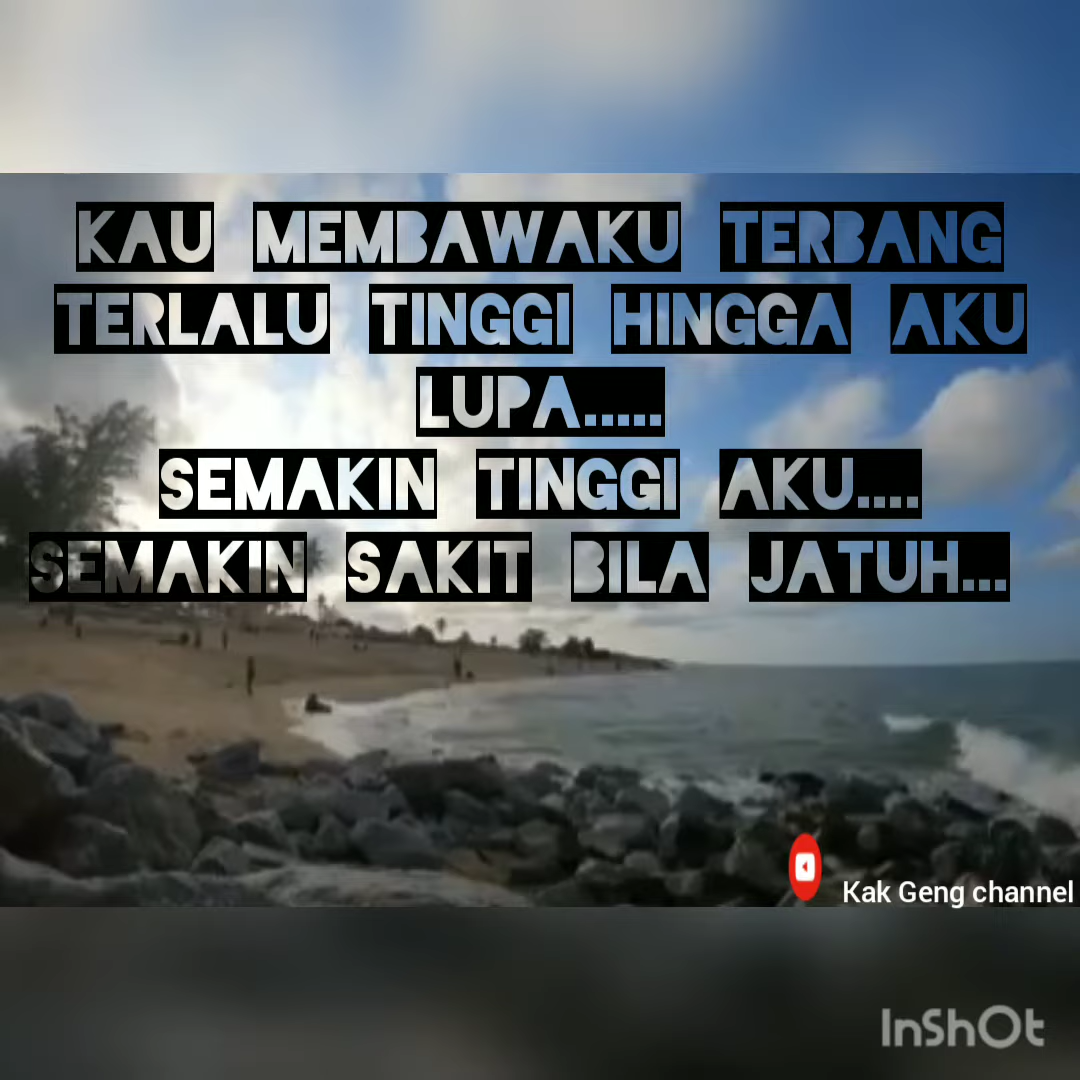 KAU MEMBAWAKU TERBANG
TERLALU TINGGI HINGGA AKU
LUPA.....
SEMAKIN TINGGI AKU....
SEMAKIN SAKIT BILA JATUH...
Kak Geng channel
InShOt